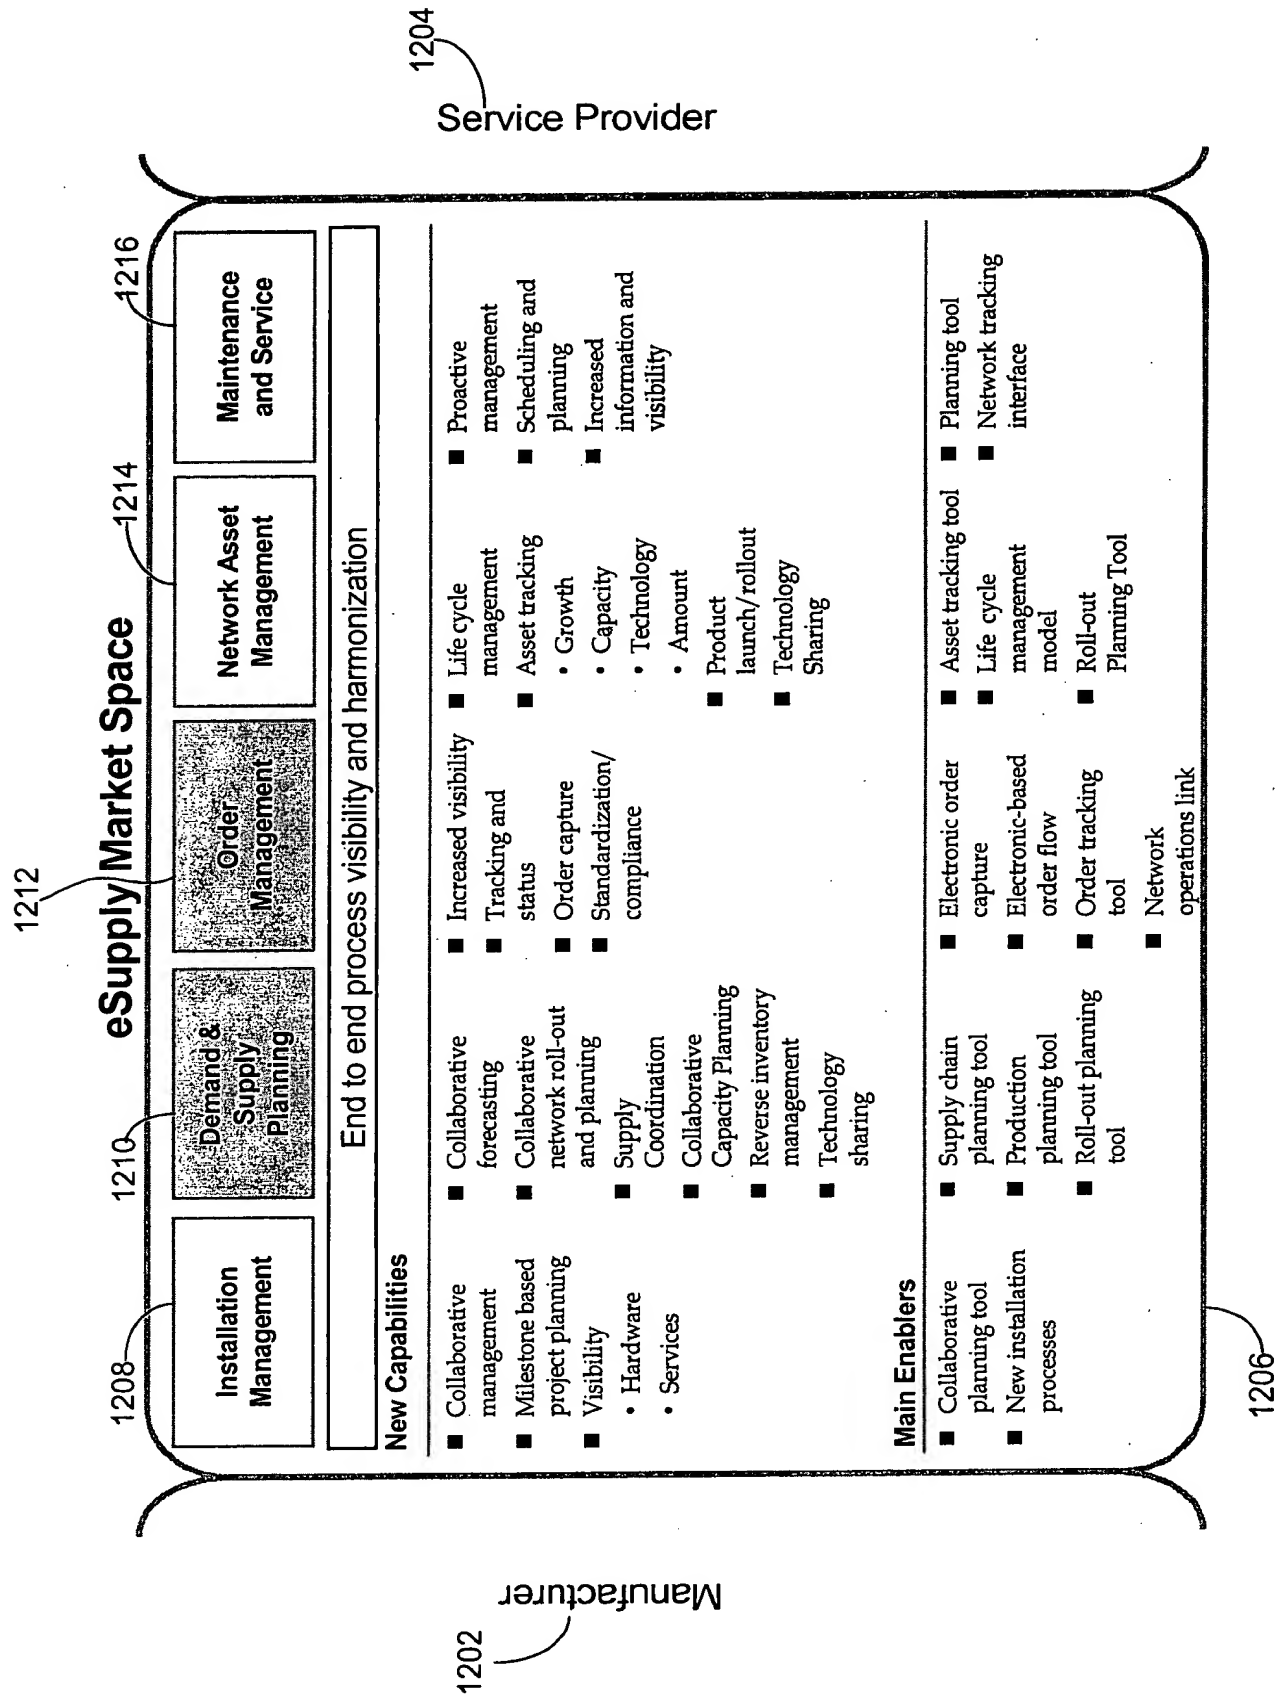 eSupply Market Space
1202
Manufacturer
1204
Service Provider
1206
1208
Installation
Management
1210
Demand &
Supply
Planning
1212
Order
Management
1214
Network Asset
Management
1216
Maintenance
and Service
End to end process visibility and harmonization
New Capabilities
■ Collaborative
management
■ Milestone based
project planning
■ Visibility
• Hardware
• Services
■ Collaborative
forecasting
■ Collaborative
network roll-out
and planning
■ Supply
Coordination
■ Collaborative
Capacity Planning
■ Reverse inventory
management
■ Technology
sharing
■ Increased visibility
■ Tracking and
status
■ Order capture
■ Standardization/
compliance
■ Life cycle
management
■ Asset tracking
• Growth
• Capacity
• Technology
• Amount
■ Product
launch/rollout
■ Technology
Sharing
■ Proactive
management
■ Scheduling and
planning
■ Increased
information and
visibility
Main Enablers
■ Collaborative
planning tool
■ New installation
processes
■ Supply chain
planning tool
■ Production
planning tool
■ Roll-out planning
tool
■ Electronic order
capture
■ Electronic-based
order flow
■ Order tracking
tool
■ Network
operations link
■ Asset tracking tool
■ Life cycle
management
model
■ Roll-out
Planning Tool
■ Planning tool
■ Network tracking
interface